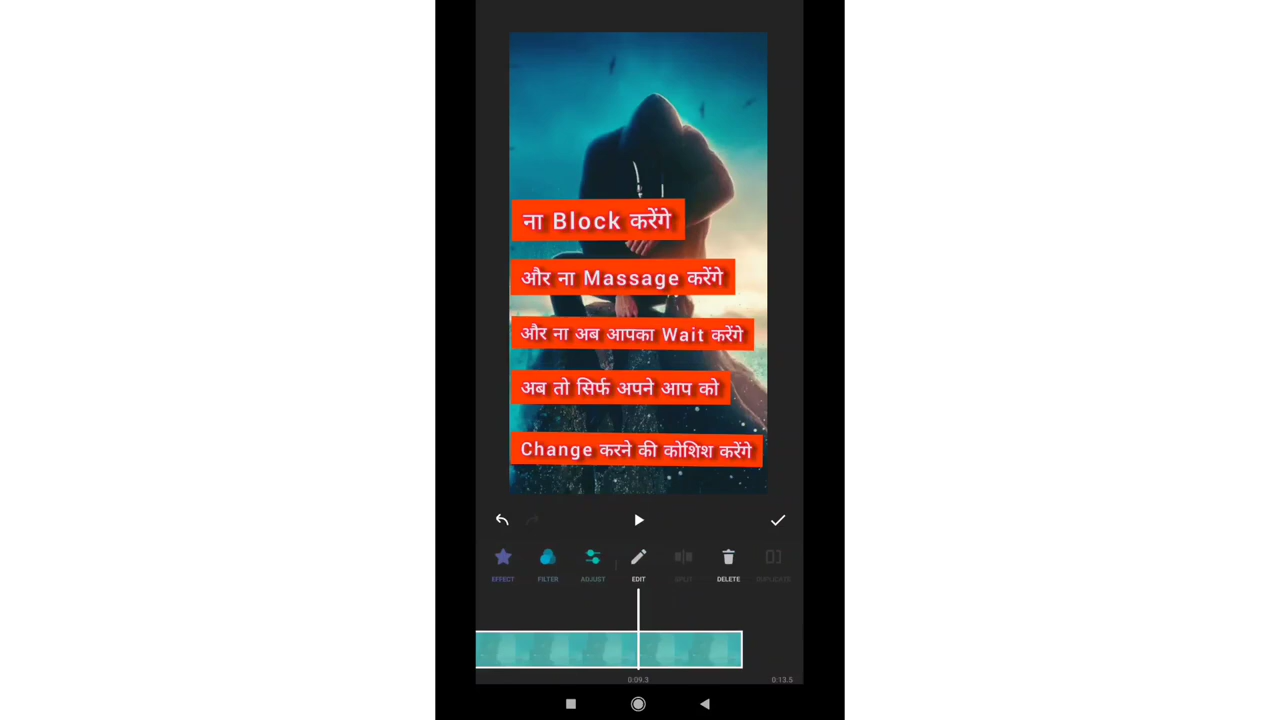 ना Block करेंगे
और ना Massage करेंगे
और ना अब आपका Wait करेंगे
अब तो सिर्फ अपने आप को
Change करने की कोशिश करेंगे
EFFECT FILTER ADJUST EDIT SPLIT DELETE DUPLICATE
0:09.3 0:13.5